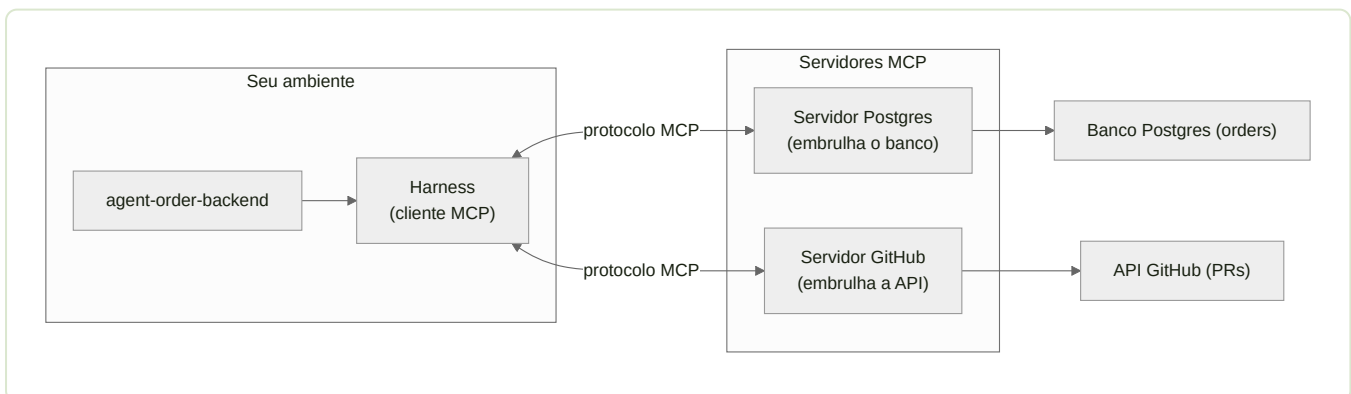 Seu ambiente
agent-order-backend
Harness
(cliente MCP)
protocolo MCP
protocolo MCP
Servidores MCP
Servidor Postgres
(embrulha o banco)
Servidor GitHub
(embrulha a API)
Banco Postgres (orders)
API GitHub (PRs)